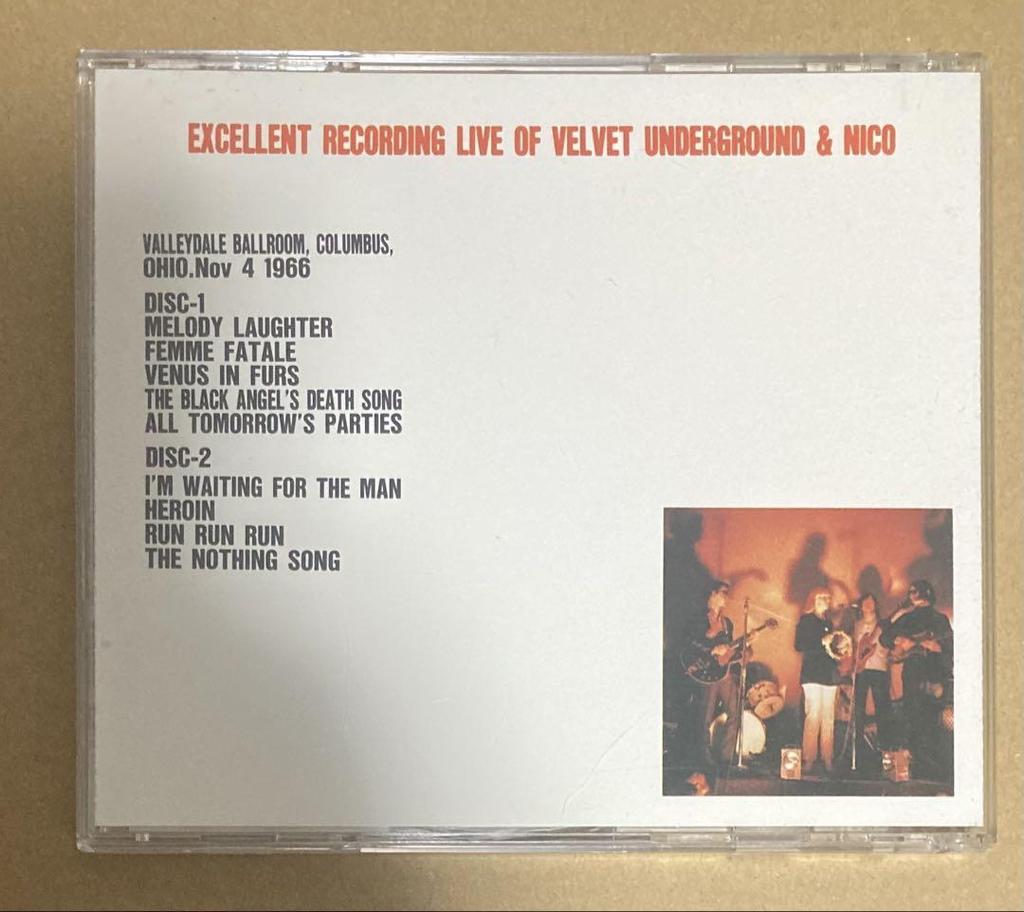 EXCELLENT RECORDING LIVE OF VELVET UNDERGROUND & NICO
VALLEYDALE BALLROOM, COLUMBUS,
OHIO.Nov 4 1966
DISC-1
MELODY LAUGHTER
FEMME FATALE
VENUS IN FURS
THE BLACK ANGEL'S DEATH SONG
ALL TOMORROW'S PARTIES
DISC-2
I'M WAITING FOR THE MAN
HEROIN
RUN RUN RUN
THE NOTHING SONG